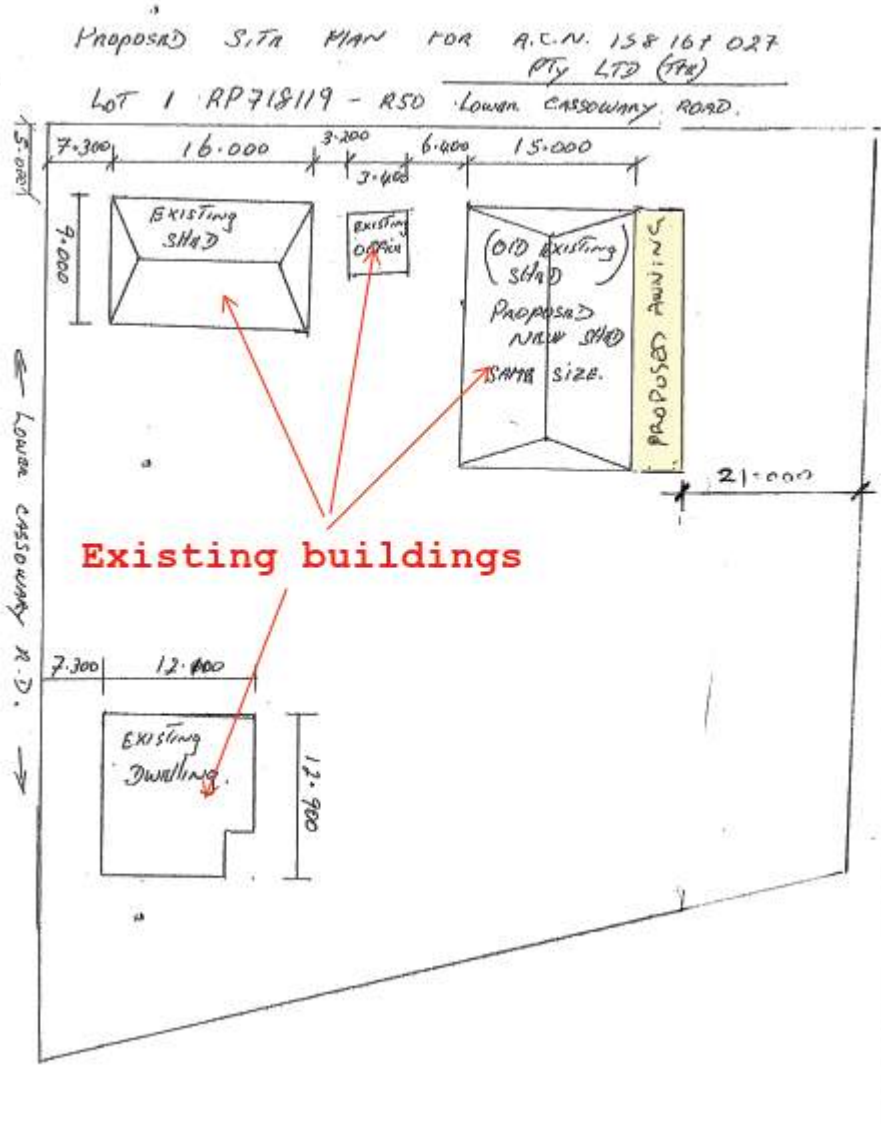 PROPOSED SITE PLAN FOR A.C.N. 158 167 027
PTY LTD (TTE)
LOT 1 RP718119 - R50 LOWER CASSOWARY ROAD.
5.000
7.300
16.000
3.200
3.400
6.400
15.000
9.000
EXISTING
SHED
EXISTING
OFFICE
(OLD EXISTING)
SHED
PROPOSED
NEW SHED
SAME SIZE.
PROPOSED AWNING
21.000
← LOWER CASSOWARY RD. →
Existing buildings
7.300
12.100
EXISTING
DWELLING.
12.900